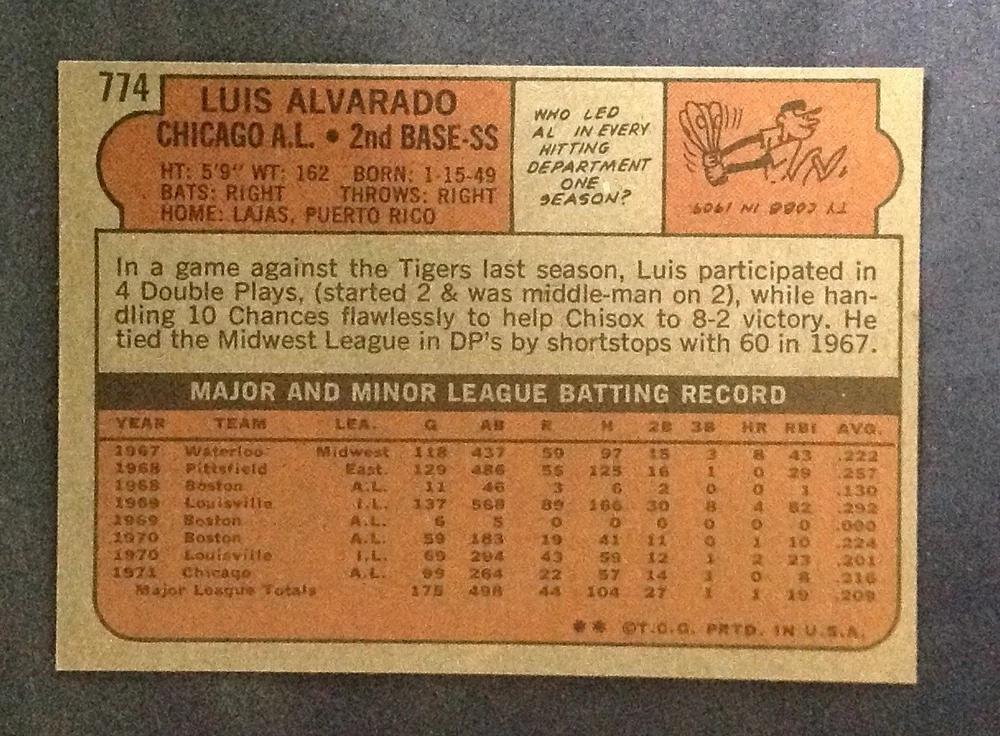 774
LUIS ALVARADO
CHICAGO A.L. • 2nd BASE-SS
HT: 5'9" WT: 162 BORN: 1-15-49
BATS: RIGHT THROWS: RIGHT
HOME: LAJAS, PUERTO RICO
WHO LED
AL IN EVERY
HITTING
DEPARTMENT
ONE
SEASON?
TY COBB IN 1909
In a game against the Tigers last season, Luis participated in
4 Double Plays, (started 2 & was middle-man on 2), while han-
dling 10 Chances flawlessly to help Chisox to 8-2 victory. He
tied the Midwest League in DP's by shortstops with 60 in 1967.
MAJOR AND MINOR LEAGUE BATTING RECORD
YEAR TEAM LEA. G AB R H 2B 3B HR RBI AVG.
1967 Waterloo Midwest 118 437 59 97 15 3 8 43 .222
1968 Pittsfield East. 129 486 55 125 16 1 0 29 .257
1968 Boston A.L. 11 46 3 6 2 0 0 1 .130
1969 Louisville I.L. 137 568 89 166 30 8 4 52 .292
1969 Boston A.L. 6 5 0 0 0 0 0 0 .000
1970 Boston A.L. 59 183 19 41 11 0 1 10 .224
1970 Louisville I.L. 69 294 43 59 12 1 2 23 .201
1971 Chicago A.L. 99 264 22 57 14 1 0 8 .216
Major League Totals 175 498 44 104 27 1 1 19 .209
** ©T.C.G. PRTD. IN U.S.A.